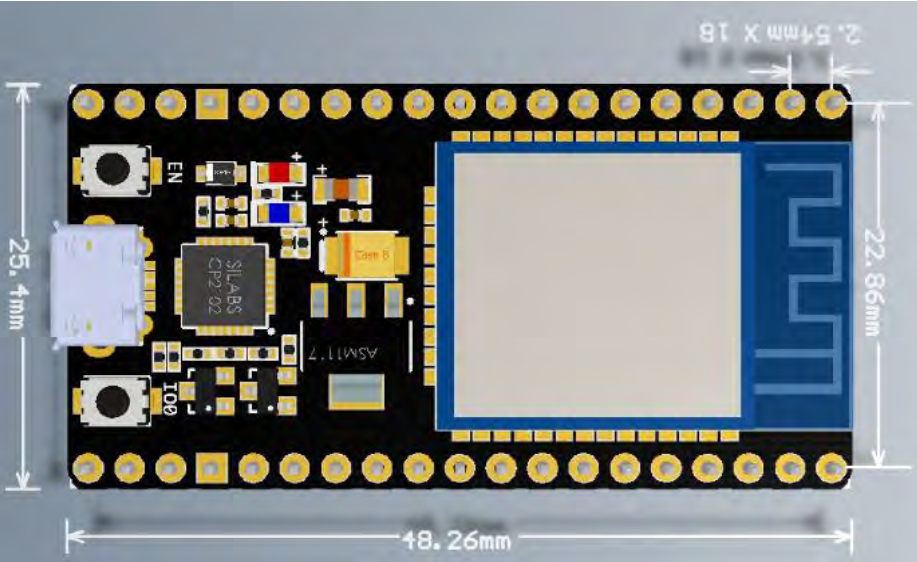 2.54mm X 18
EN
25.4mm
22.86mm
Case B
SILABS
CP2102
ASM1117
IO0
48.26mm